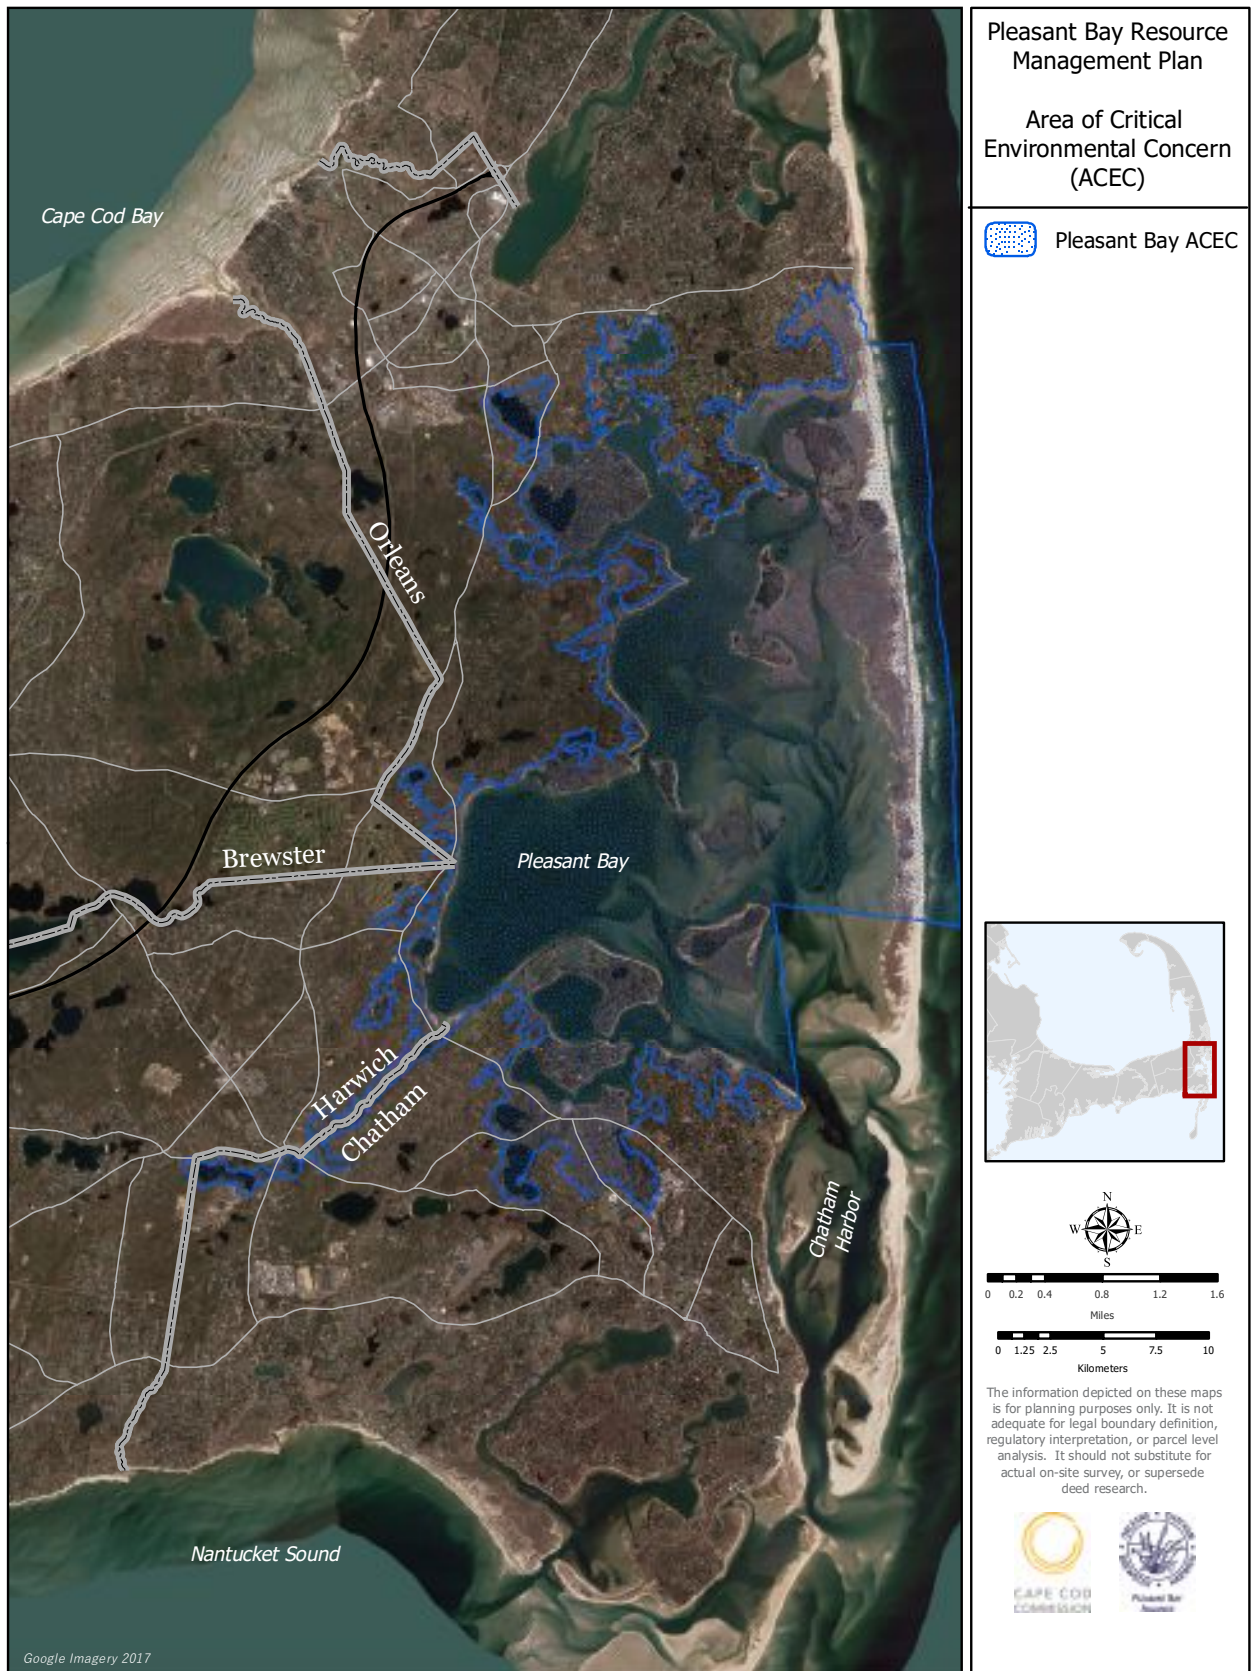 Pleasant Bay Resource
Management Plan
Area of Critical
Environmental Concern
(ACEC)
Pleasant Bay ACEC
Cape Cod Bay
Orleans
Brewster
Pleasant Bay
Harwich
Chatham
Chatham
Harbor
Nantucket Sound
Google Imagery 2017
N
W E
S
0 0.2 0.4 0.8 1.2 1.6
Miles
0 1.25 2.5 5 7.5 10
Kilometers
The information depicted on these maps
is for planning purposes only. It is not
adequate for legal boundary definition,
regulatory interpretation, or parcel level
analysis. It should not substitute for
actual on-site survey, or supersede
deed research.
CAPE COD
COMMISSION
Pleasant Bay
Alliance